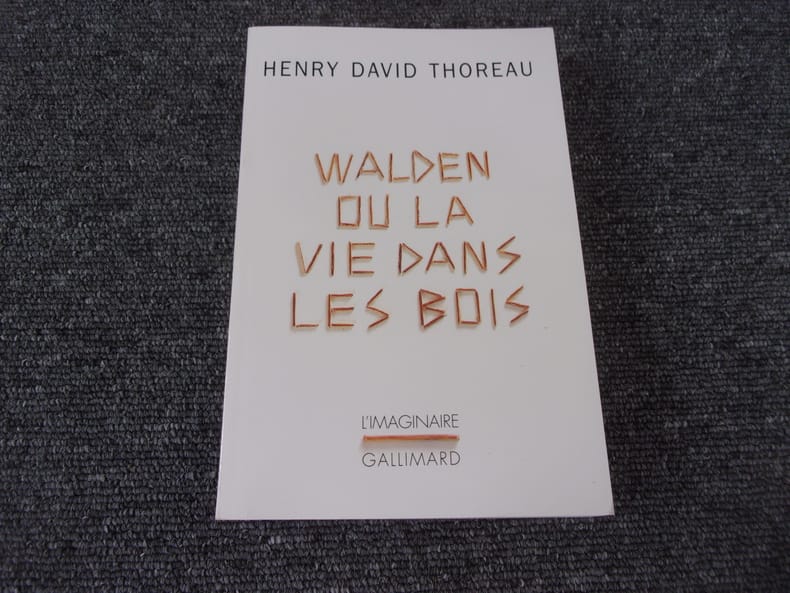 HENRY DAVID THOREAU
WALDEN
OU LA
VIE DANS
LES BOIS
L'IMAGINAIRE
GALLIMARD